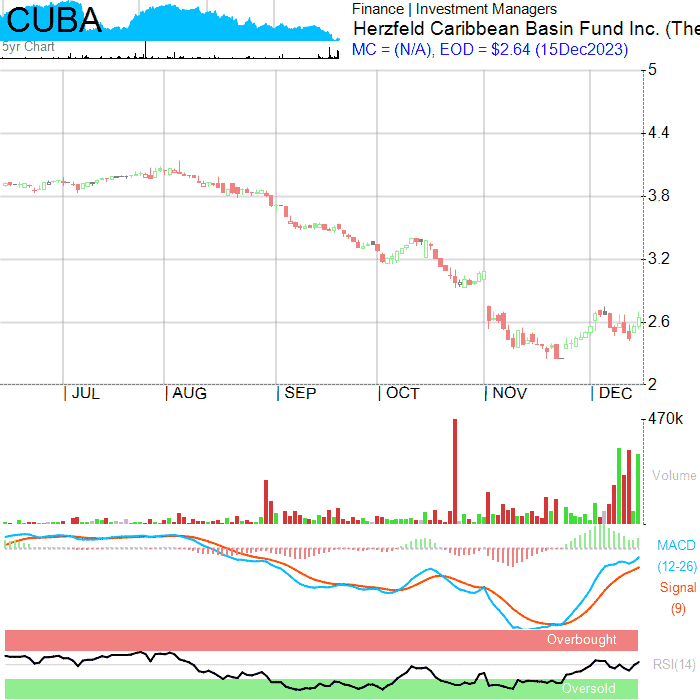 CUBA
5yr Chart
Finance | Investment Managers
Herzfeld Caribbean Basin Fund Inc. (The
MC = (N/A), EOD = $2.64 (15Dec2023)
5
4.4
3.8
3.2
2.6
2
JUL AUG SEP OCT NOV DEC
470k
Volume
MACD
(12-26)
Signal
(9)
Overbought
RSI(14)
Oversold